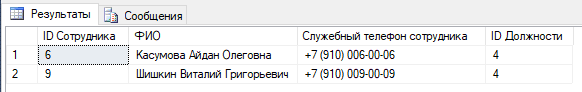 Результаты Сообщения
ID Сотрудника ФИО Служебный телефон сотрудника ID Должности
1 6 Касумова Айдан Олеговна +7 (910) 006-00-06 4
2 9 Шишкин Виталий Григорьевич +7 (910) 009-00-09 4